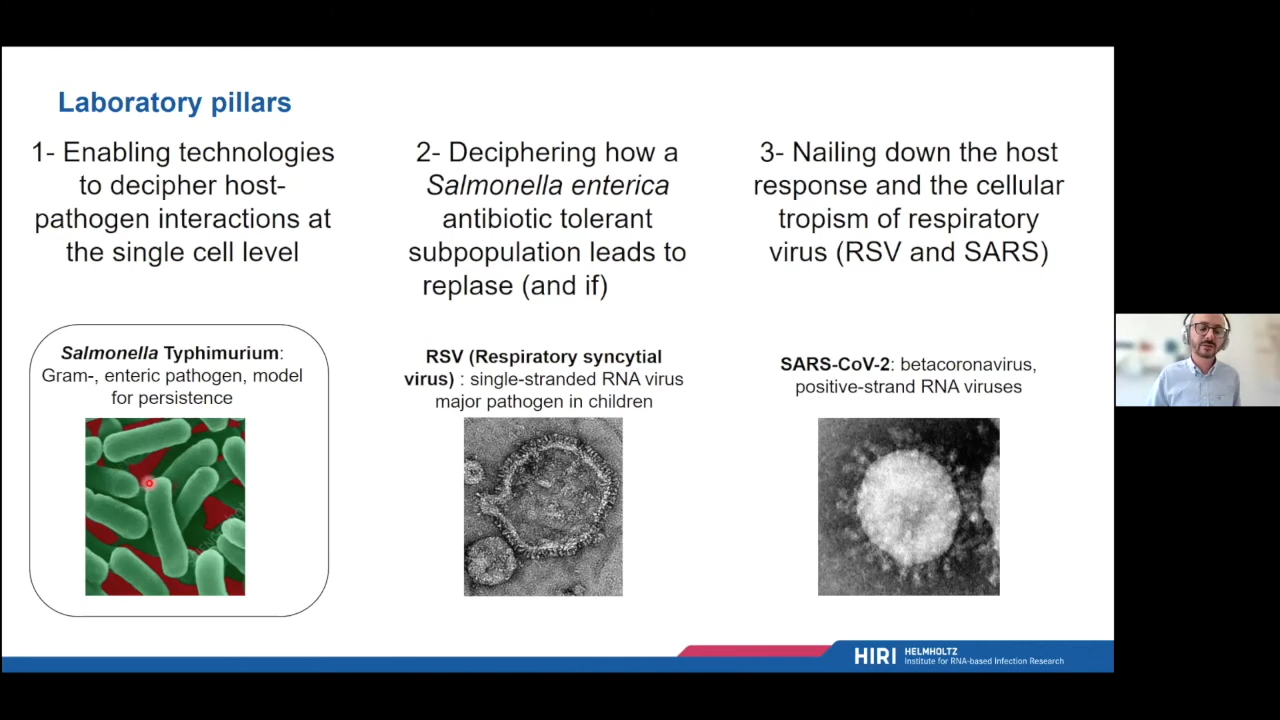 Laboratory pillars
1- Enabling technologies
to decipher host-
pathogen interactions at
the single cell level
2- Deciphering how a
Salmonella enterica
antibiotic tolerant
subpopulation leads to
replase (and if)
3- Nailing down the host
response and the cellular
tropism of respiratory
virus (RSV and SARS)
Salmonella Typhimurium:
Gram-, enteric pathogen, model
for persistence
RSV (Respiratory syncytial
virus) : single-stranded RNA virus
major pathogen in children
SARS-CoV-2: betacoronavirus,
positive-strand RNA viruses
HIRI
HELMHOLTZ
Institute for RNA-based Infection Research